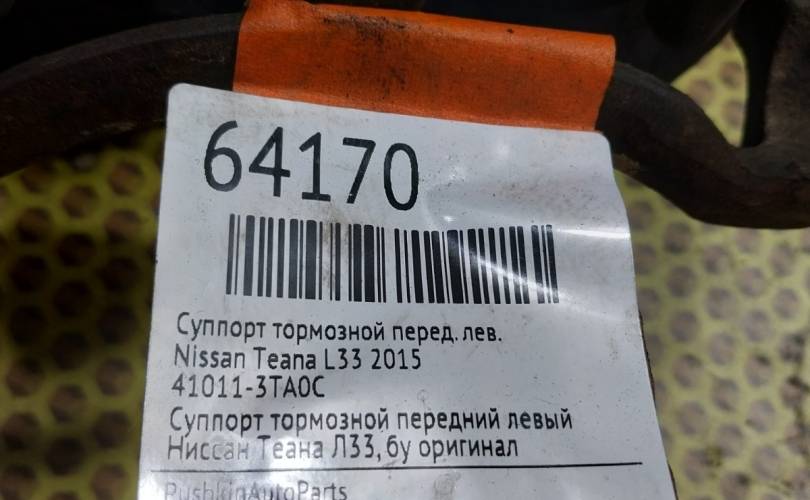 64170
Суппорт тормозной перед. лев.
Nissan Teana L33 2015
41011-3TA0C
Суппорт тормозной передний левый
Ниссан Теана Л33, бу оригинал
PushkinAutoParts